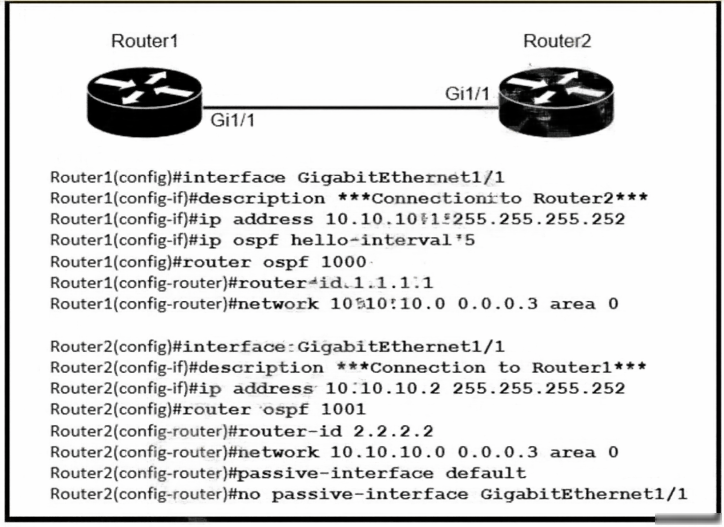 Router1 Router2
Gi1/1
Gi1/1
Router1(config)#interface GigabitEthernet1/1
Router1(config-if)#description ***Connection to Router2***
Router1(config-if)#ip address 10.10.10.1 255.255.255.252
Router1(config-if)#ip ospf hello-interval 5
Router1(config)#router ospf 1000
Router1(config-router)#router-id 1.1.1.1
Router1(config-router)#network 10.10.10.0 0.0.0.3 area 0
Router2(config)#interface GigabitEthernet1/1
Router2(config-if)#description ***Connection to Router1***
Router2(config-if)#ip address 10.10.10.2 255.255.255.252
Router2(config)#router ospf 1001
Router2(config-router)#router-id 2.2.2.2
Router2(config-router)#network 10.10.10.0 0.0.0.3 area 0
Router2(config-router)#passive-interface default
Router2(config-router)#no passive-interface GigabitEthernet1/1